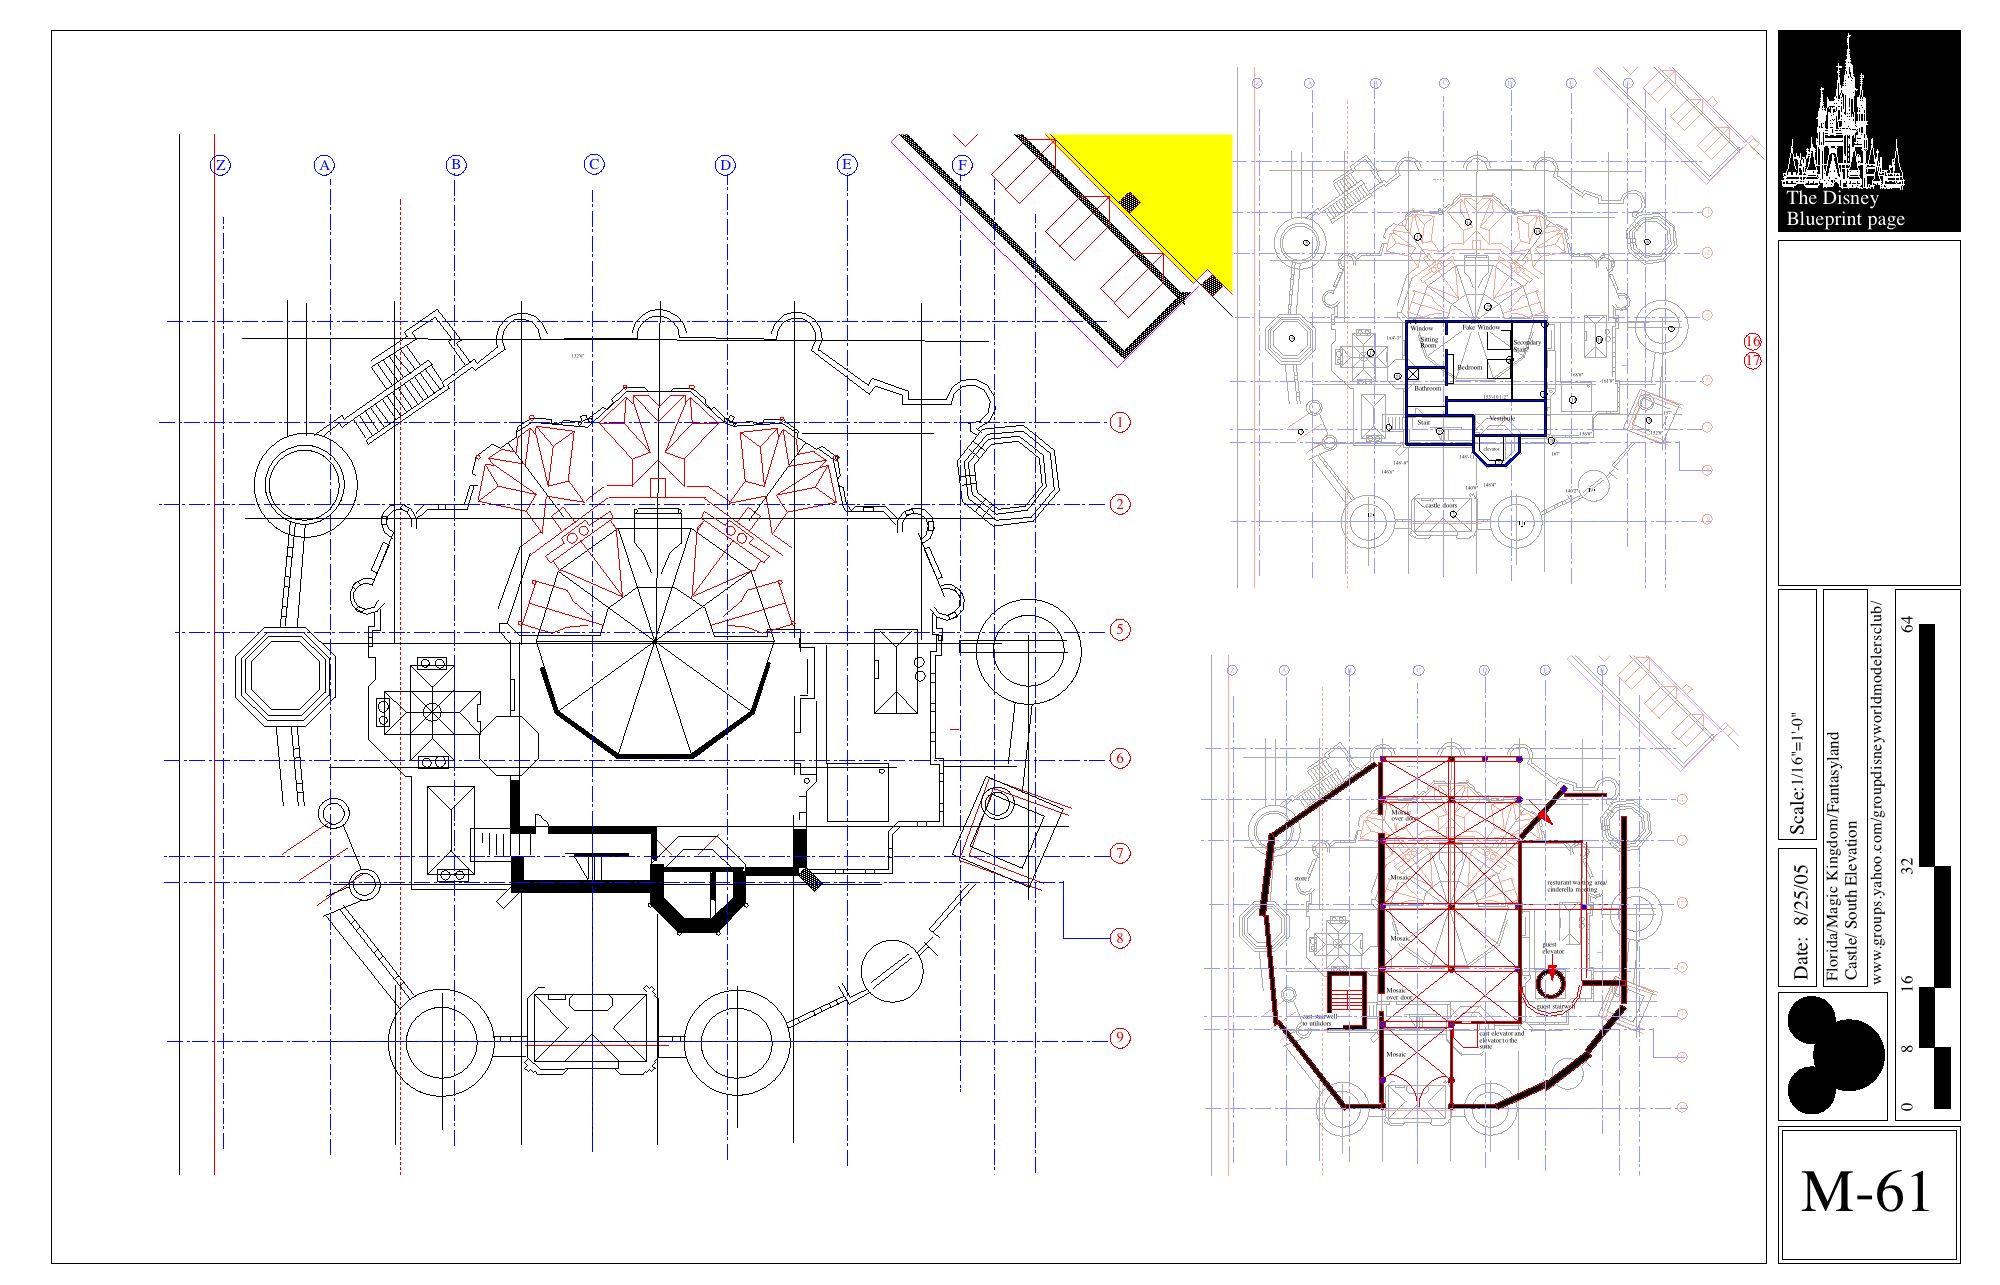 Z
A
B
C
D
E
F
1
2
5
6
7
8
9
132'6"
Z
A
B
C
D
E
F
16
17
Window
Fake Window
Sitting
Room
Secondary
Stair
Bedroom
Bathroom
Vestibule
Stair
elevator
castle doors
Z
A
B
C
D
E
F
Mosaic
over door
Mosaic
store
resturant waiting area/
cinderella meeting
Mosaic
guest
elevator
Mosaic
over door
guest stairwell
cast stairwell
to utilidors
cast elevator and
elevator to the
suite
Mosaic
The Disney
Blueprint page
Scale:1/16"=1'-0"
Date: 8/25/05
Florida/Magic Kingdom/Fantasyland
Castle/ South Elevation
www.groups.yahoo.com/groupdisneyworldmodelersclub/
64
32
16
8
0
M-61